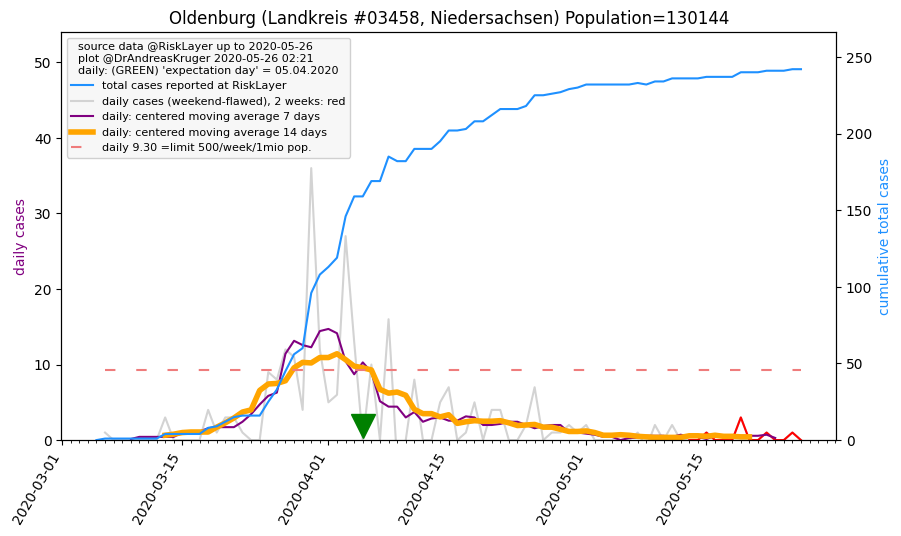 Oldenburg (Landkreis #03458, Niedersachsen) Population=130144
source data @RiskLayer up to 2020-05-26
plot @DrAndreasKruger 2020-05-26 02:21
daily: (GREEN) 'expectation day' = 05.04.2020
total cases reported at RiskLayer
daily cases (weekend-flawed), 2 weeks: red
daily: centered moving average 7 days
daily: centered moving average 14 days
daily 9.30 =limit 500/week/1mio pop.
daily cases
50
40
30
20
10
0
cumulative total cases
250
200
150
100
50
0
2020-03-01
2020-03-15
2020-04-01
2020-04-15
2020-05-01
2020-05-15